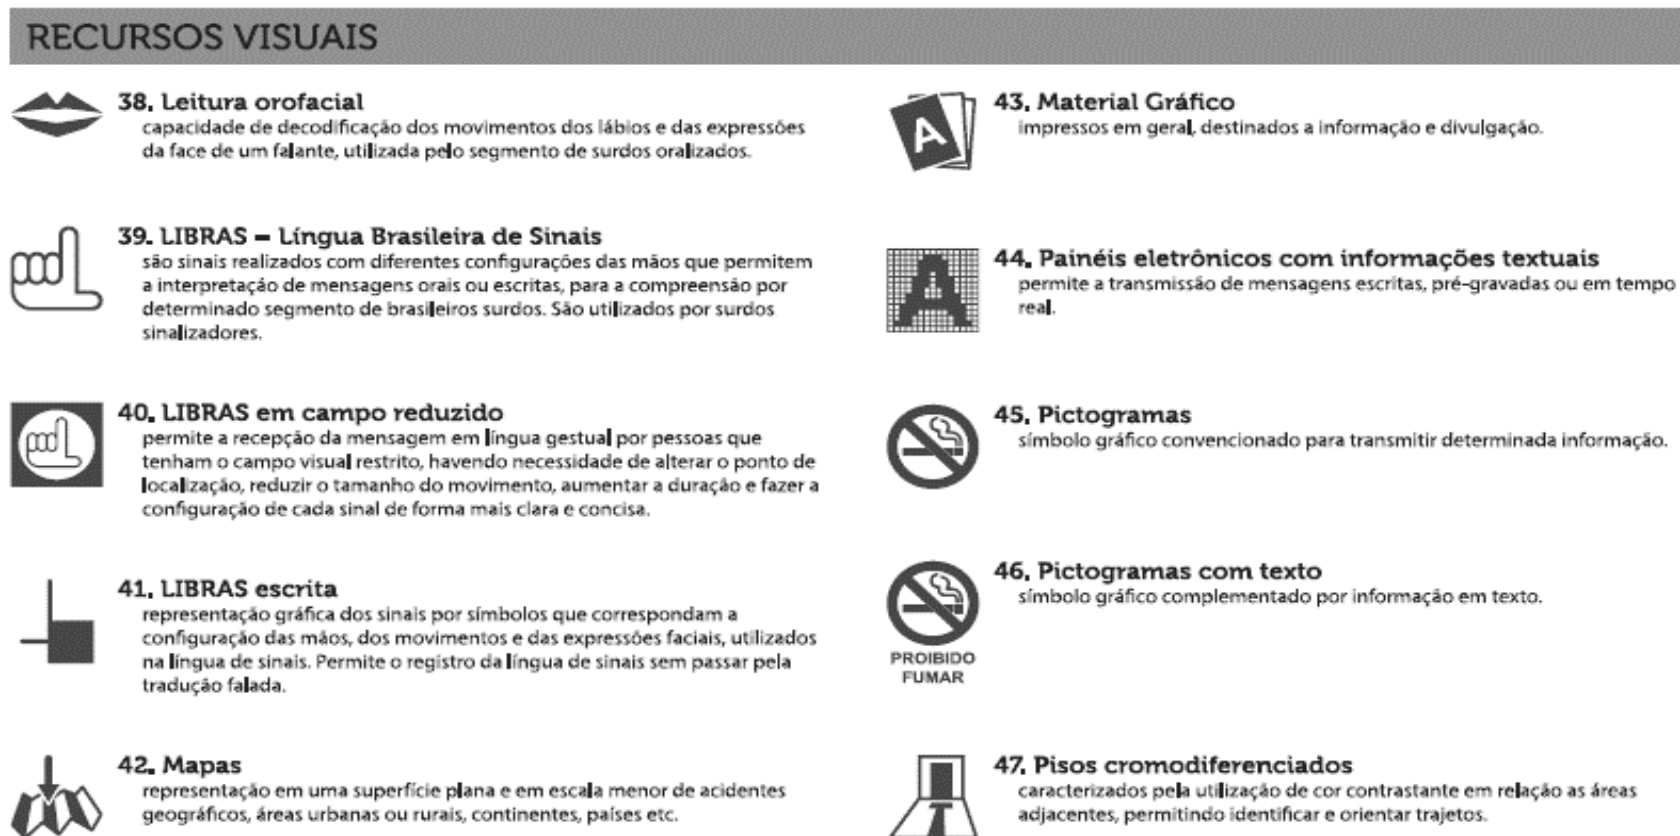 RECURSOS VISUAIS
38. Leitura orofacial
capacidade de decodificação dos movimentos dos lábios e das expressões
da face de um falante, utilizada pelo segmento de surdos oralizados.
39. LIBRAS – Língua Brasileira de Sinais
são sinais realizados com diferentes configurações das mãos que permitem
a interpretação de mensagens orais ou escritas, para a compreensão por
determinado segmento de brasileiros surdos. São utilizados por surdos
sinalizadores.
40. LIBRAS em campo reduzido
permite a recepção da mensagem em língua gestual por pessoas que
tenham o campo visual restrito, havendo necessidade de alterar o ponto de
localização, reduzir o tamanho do movimento, aumentar a duração e fazer a
configuração de cada sinal de forma mais clara e concisa.
41. LIBRAS escrita
representação gráfica dos sinais por símbolos que correspondam a
configuração das mãos, dos movimentos e das expressões faciais, utilizados
na língua de sinais. Permite o registro da língua de sinais sem passar pela
tradução falada.
42. Mapas
representação em uma superfície plana e em escala menor de acidentes
geográficos, áreas urbanas ou rurais, continentes, países etc.
A
43. Material Gráfico
impressos em geral, destinados a informação e divulgação.
A
44. Painéis eletrônicos com informações textuais
permite a transmissão de mensagens escritas, pré-gravadas ou em tempo
real.
45. Pictogramas
símbolo gráfico convencionado para transmitir determinada informação.
46. Pictogramas com texto
símbolo gráfico complementado por informação em texto.
PROIBIDO
FUMAR
47. Pisos cromodiferenciados
caracterizados pela utilização de cor contrastante em relação as áreas
adjacentes, permitindo identificar e orientar trajetos.